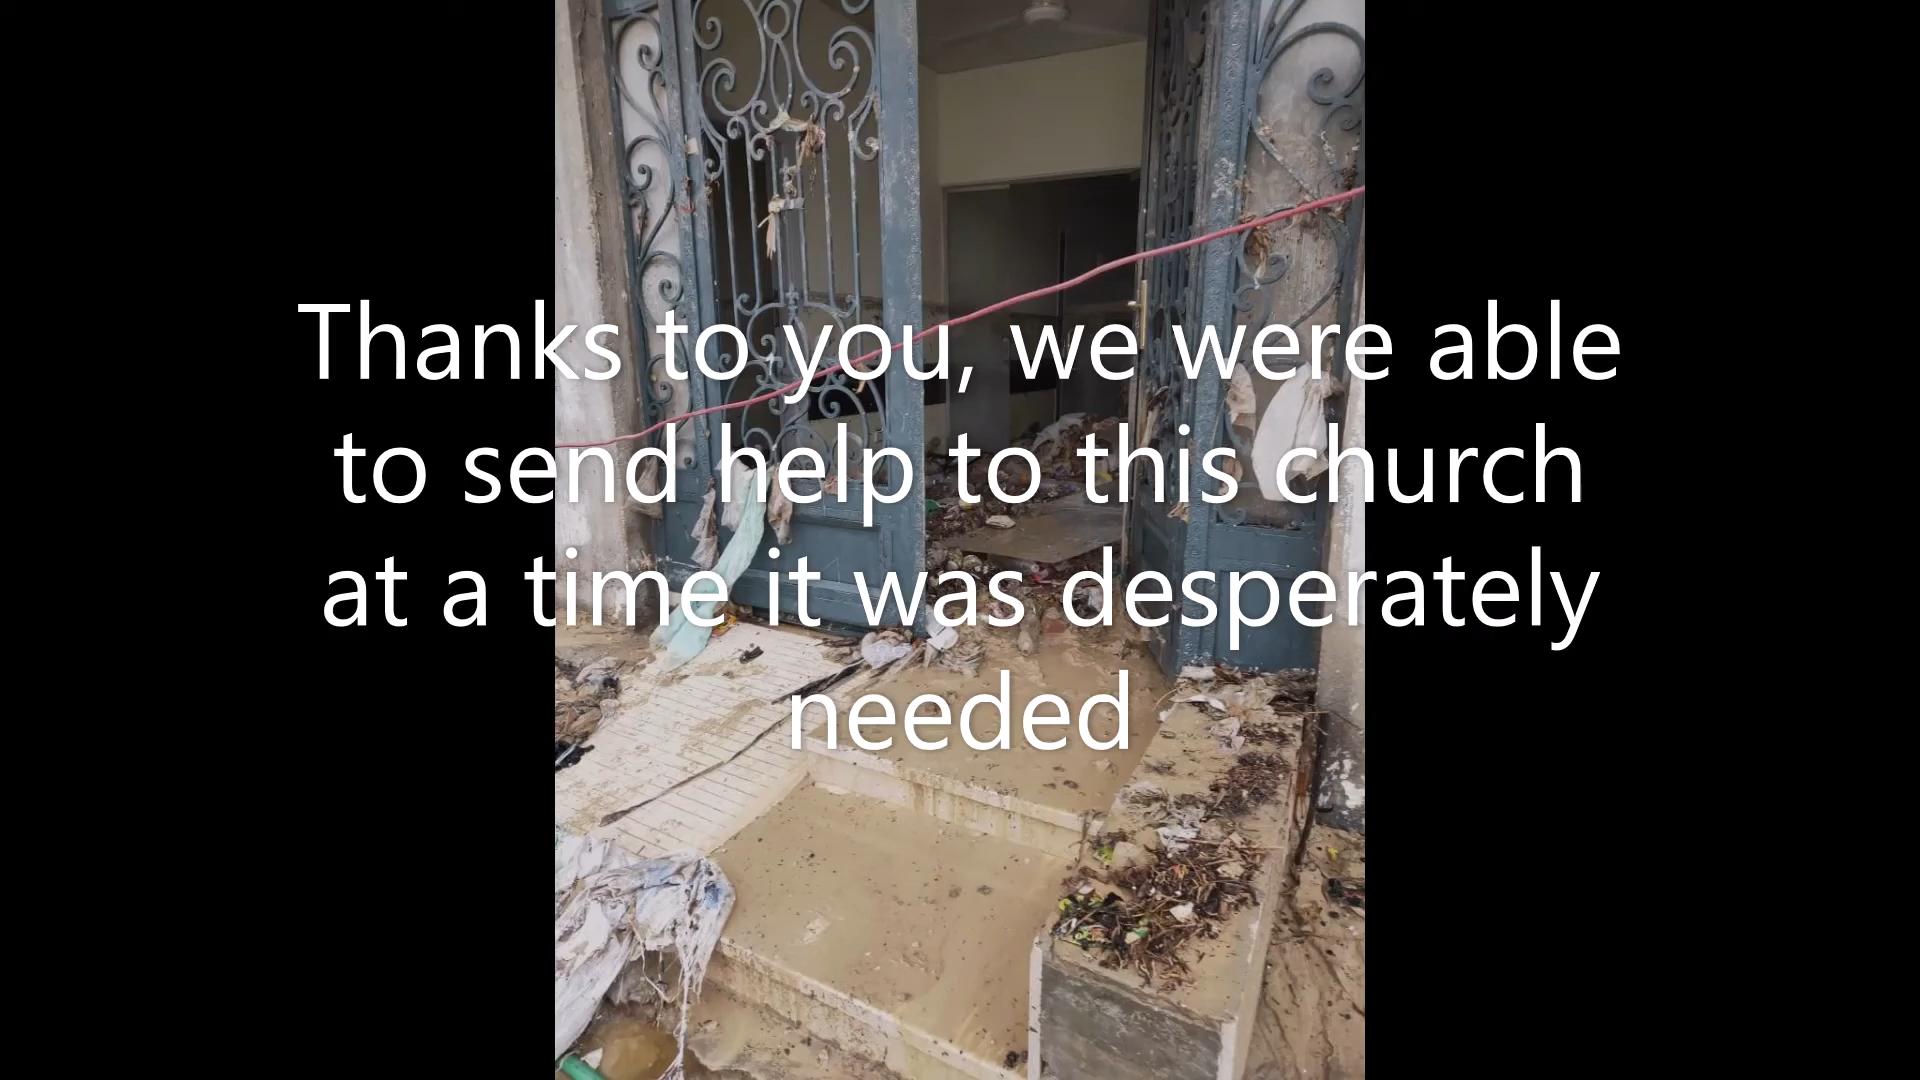 Thanks to you, we were able
to send help to this church
at a time it was desperately
needed